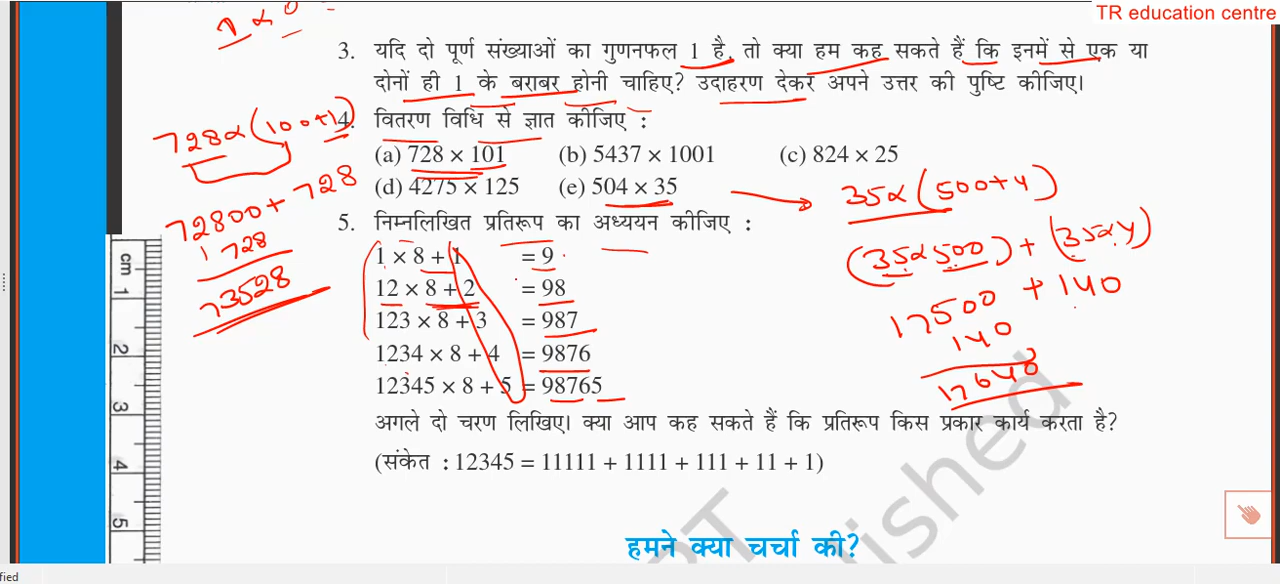 TR education centre
1 × 0 =
3. यदि दो पूर्ण संख्याओं का गुणनफल 1 है, तो क्या हम कह सकते हैं कि इनमें से एक या
दोनों ही 1 के बराबर होनी चाहिए? उदाहरण देकर अपने उत्तर की पुष्टि कीजिए।
728 × (100+1)
4. वितरण विधि से ज्ञात कीजिए :
(a) 728 × 101 (b) 5437 × 1001 (c) 824 × 25
(d) 4275 × 125 (e) 504 × 35
35 × (500+4)
72800 + 728
728
73528
5. निम्नलिखित प्रतिरूप का अध्ययन कीजिए :
1 × 8 + 1 = 9
12 × 8 + 2 = 98
123 × 8 + 3 = 987
1234 × 8 + 4 = 9876
12345 × 8 + 5 = 98765
(35 × 500) + (35 × 4)
17500 + 140
140
17640
अगले दो चरण लिखिए। क्या आप कह सकते हैं कि प्रतिरूप किस प्रकार कार्य करता है?
(संकेत : 12345 = 11111 + 1111 + 111 + 11 + 1)
हमने क्या चर्चा की?
cm
1
2
3
4
5
fied